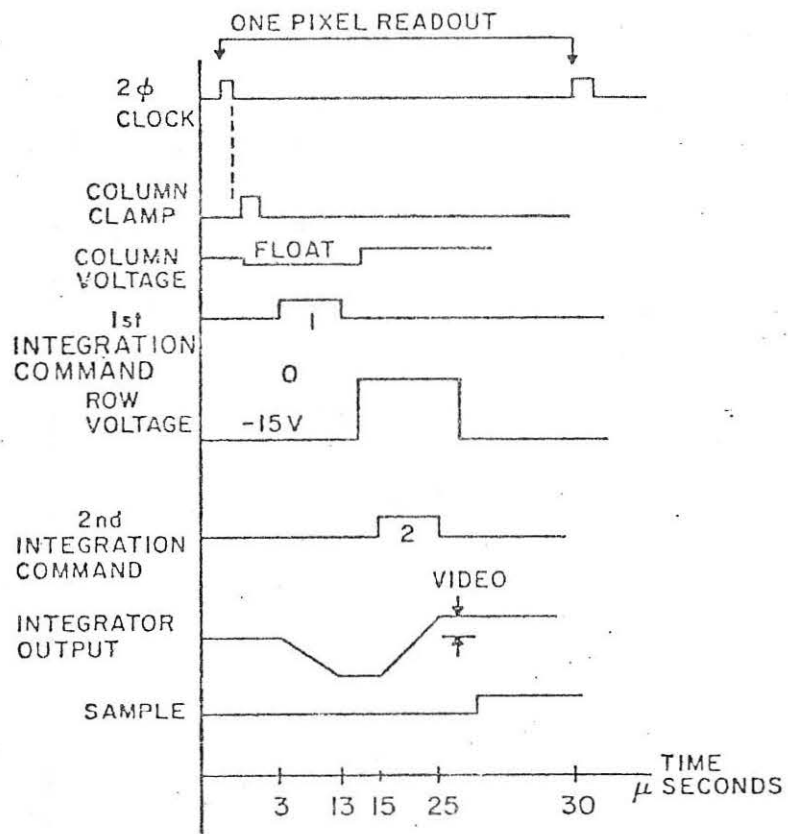 ONE PIXEL READOUT
2ϕ
CLOCK
COLUMN
CLAMP
COLUMN
VOLTAGE
FLOAT
1st
INTEGRATION
COMMAND
1
0
ROW
VOLTAGE
-15V
2nd
INTEGRATION
COMMAND
2
VIDEO
INTEGRATOR
OUTPUT
SAMPLE
TIME
μ SECONDS
3 13 15 25 30